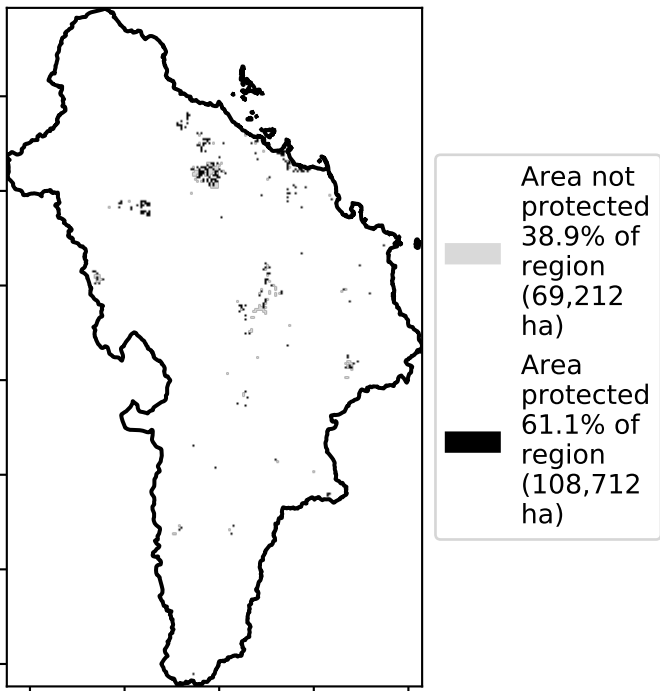 Area not
protected
38.9% of
region
(69,212
ha)
Area
protected
61.1% of
region
(108,712
ha)